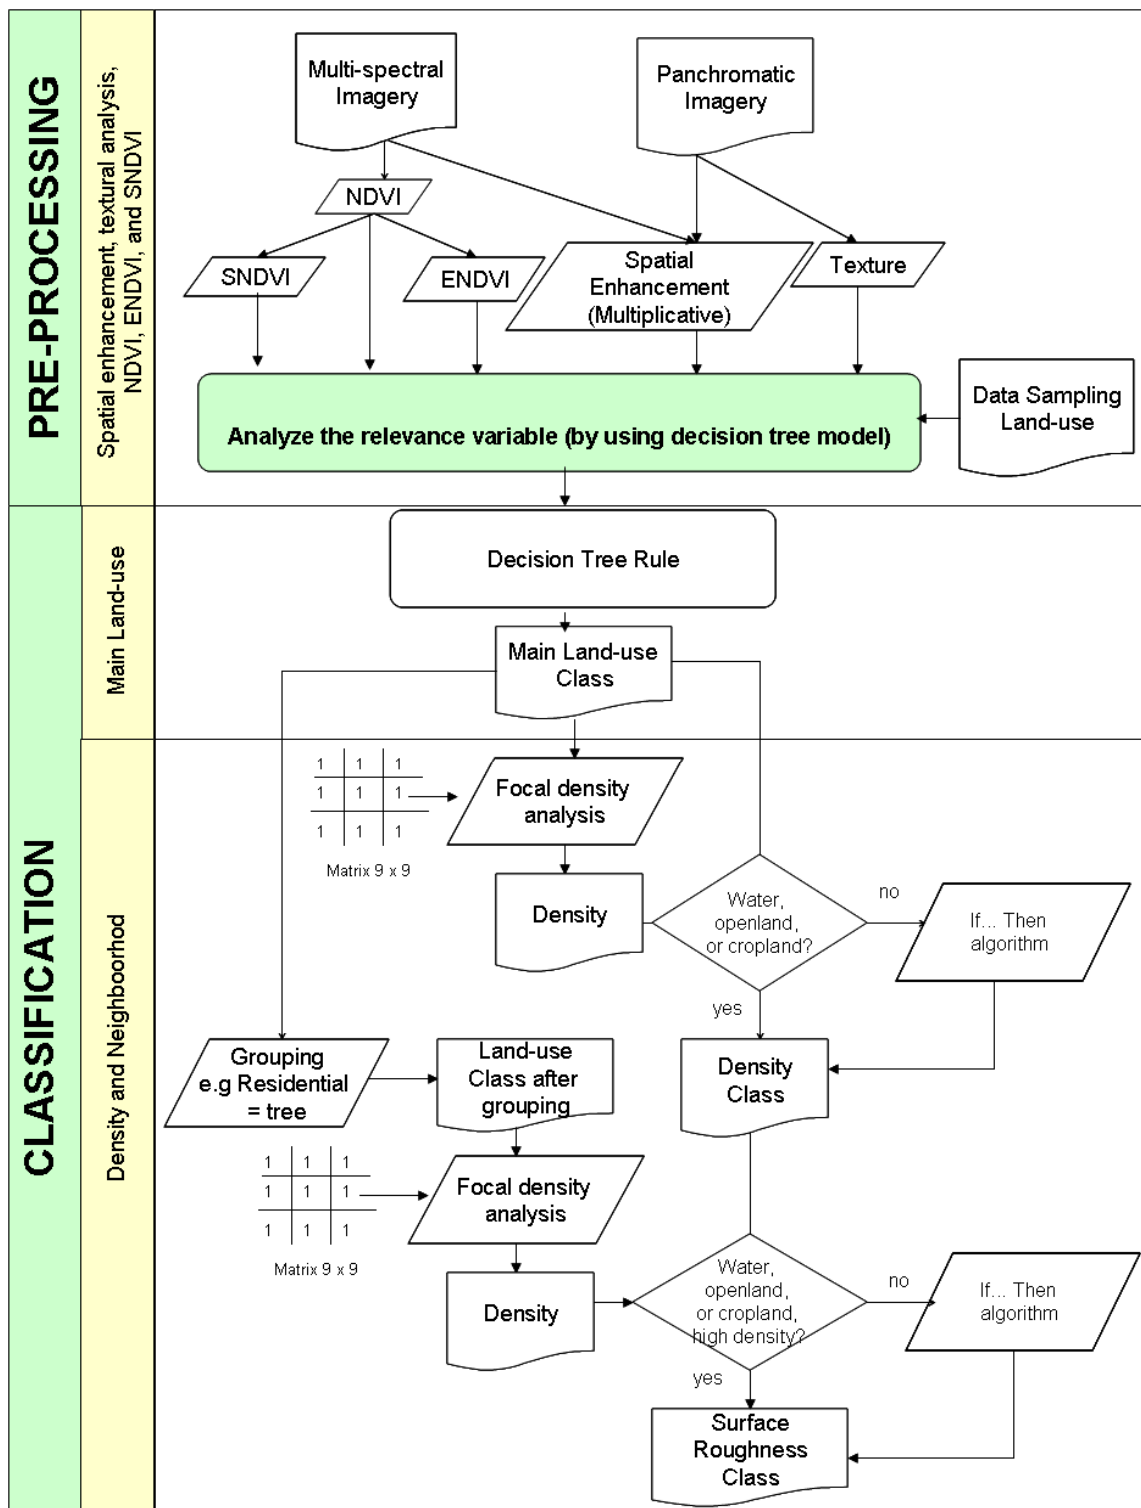 PRE-PROCESSING
Spatial enhancement, textural analysis,
NDVI, ENDVI, and SNDVI
Multi-spectral
Imagery
Panchromatic
Imagery
NDVI
SNDVI
ENDVI
Spatial
Enhancement
(Multiplicative)
Texture
Analyze the relevance variable (by using decision tree model)
Data Sampling
Land-use
CLASSIFICATION
Main Land-use
Decision Tree Rule
Main Land-use
Class
Density and Neighboorhod
1 1 1
1 1 1
1 1 1
Matrix 9 x 9
Focal density
analysis
Density
Water,
openland,
or cropland?
no
If... Then
algorithm
yes
Grouping
e.g Residential
= tree
Land-use
Class after
grouping
Density
Class
1 1 1
1 1 1
1 1 1
Matrix 9 x 9
Focal density
analysis
Density
Water,
openland,
or cropland,
high density?
no
If... Then
algorithm
yes
Surface
Roughness
Class